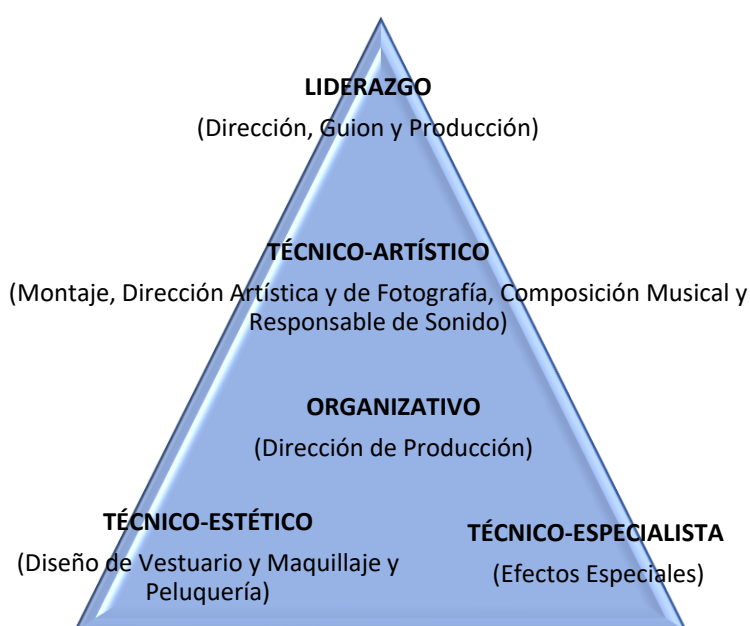 LIDERAZGO
(Dirección, Guion y Producción)
TÉCNICO-ARTÍSTICO
(Montaje, Dirección Artística y de Fotografía, Composición Musical y
Responsable de Sonido)
ORGANIZATIVO
(Dirección de Producción)
TÉCNICO-ESTÉTICO
(Diseño de Vestuario y Maquillaje y
Peluquería)
TÉCNICO-ESPECIALISTA
(Efectos Especiales)